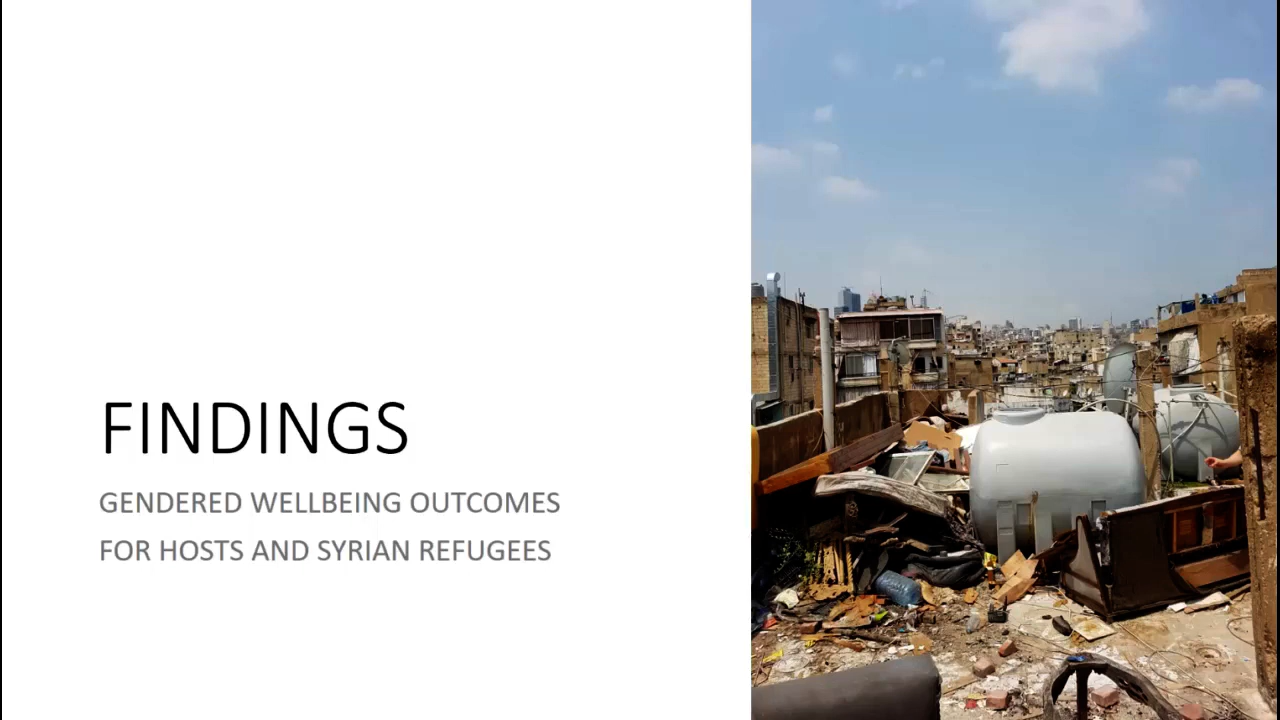 FINDINGS
GENDERED WELLBEING OUTCOMES
FOR HOSTS AND SYRIAN REFUGEES